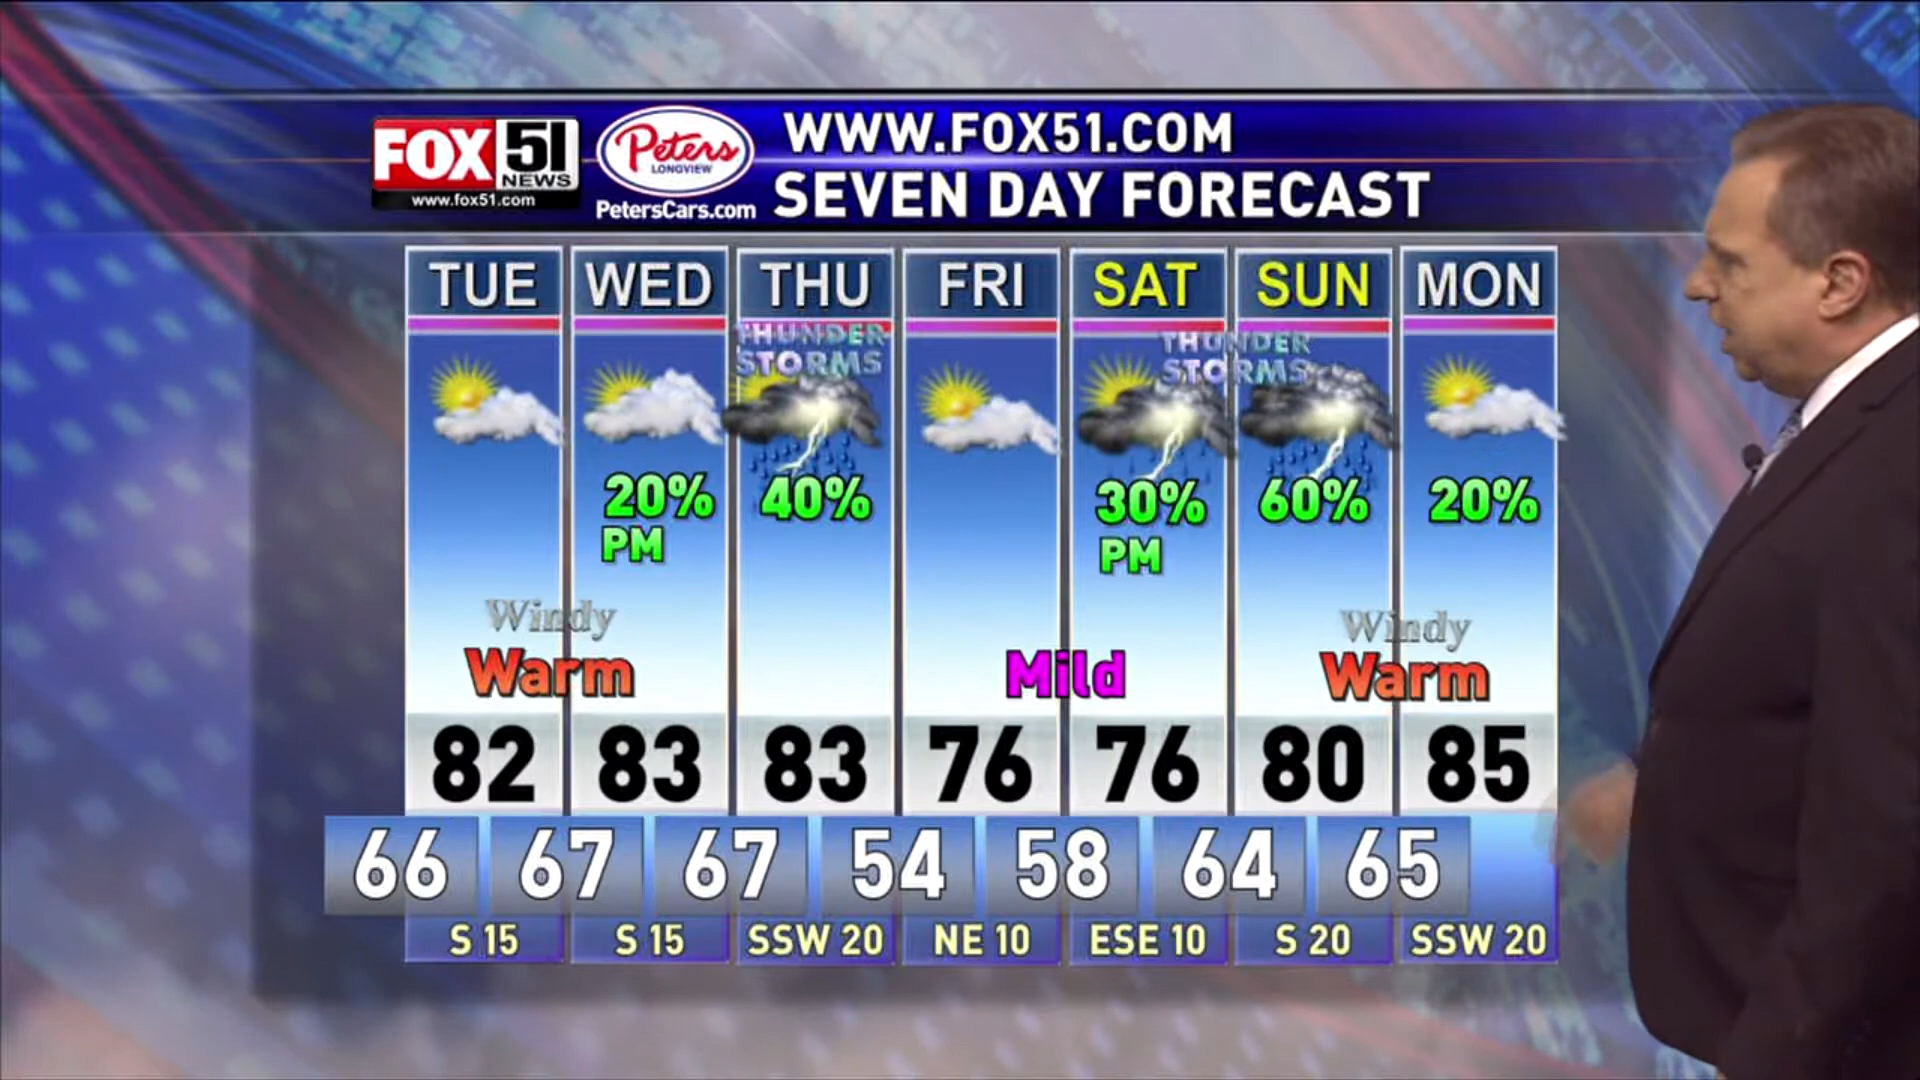 FOX 51
NEWS
www.fox51.com
Peters
LONGVIEW
PetersCars.com
WWW.FOX51.COM
SEVEN DAY FORECAST
TUE WED THU FRI SAT SUN MON
THUNDER
STORMS
THUNDER
STORMS
20% 40% 30% 60% 20%
PM PM
Windy Windy
Warm Mild Warm
82 83 83 76 76 80 85
66 67 67 54 58 64 65
S 15 S 15 SSW 20 NE 10 ESE 10 S 20 SSW 20